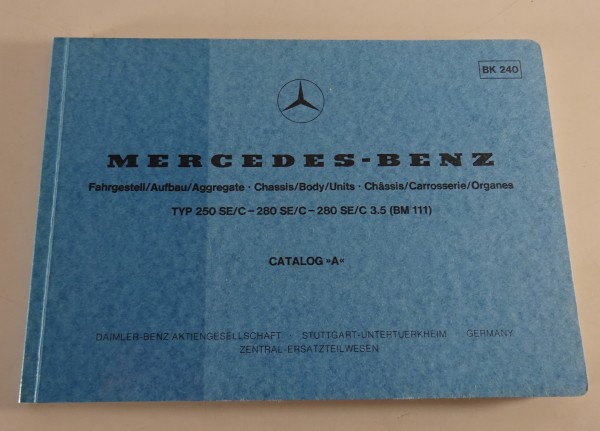 BK 240
MERCEDES-BENZ
Fahrgestell/Aufbau/Aggregate · Chassis/Body/Units · Châssis/Carrosserie/Organes
TYP 250 SE/C – 280 SE/C – 280 SE/C 3.5 (BM 111)
CATALOG »A«
DAIMLER-BENZ AKTIENGESELLSCHAFT · STUTTGART-UNTERTUERKHEIM · GERMANY
ZENTRAL-ERSATZTEILWESEN